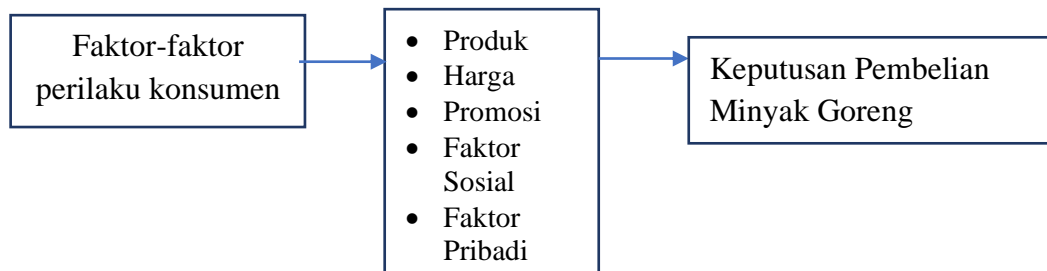 Faktor-faktor
perilaku konsumen
• Produk
• Harga
• Promosi
• Faktor
Sosial
• Faktor
Pribadi
Keputusan Pembelian
Minyak Goreng